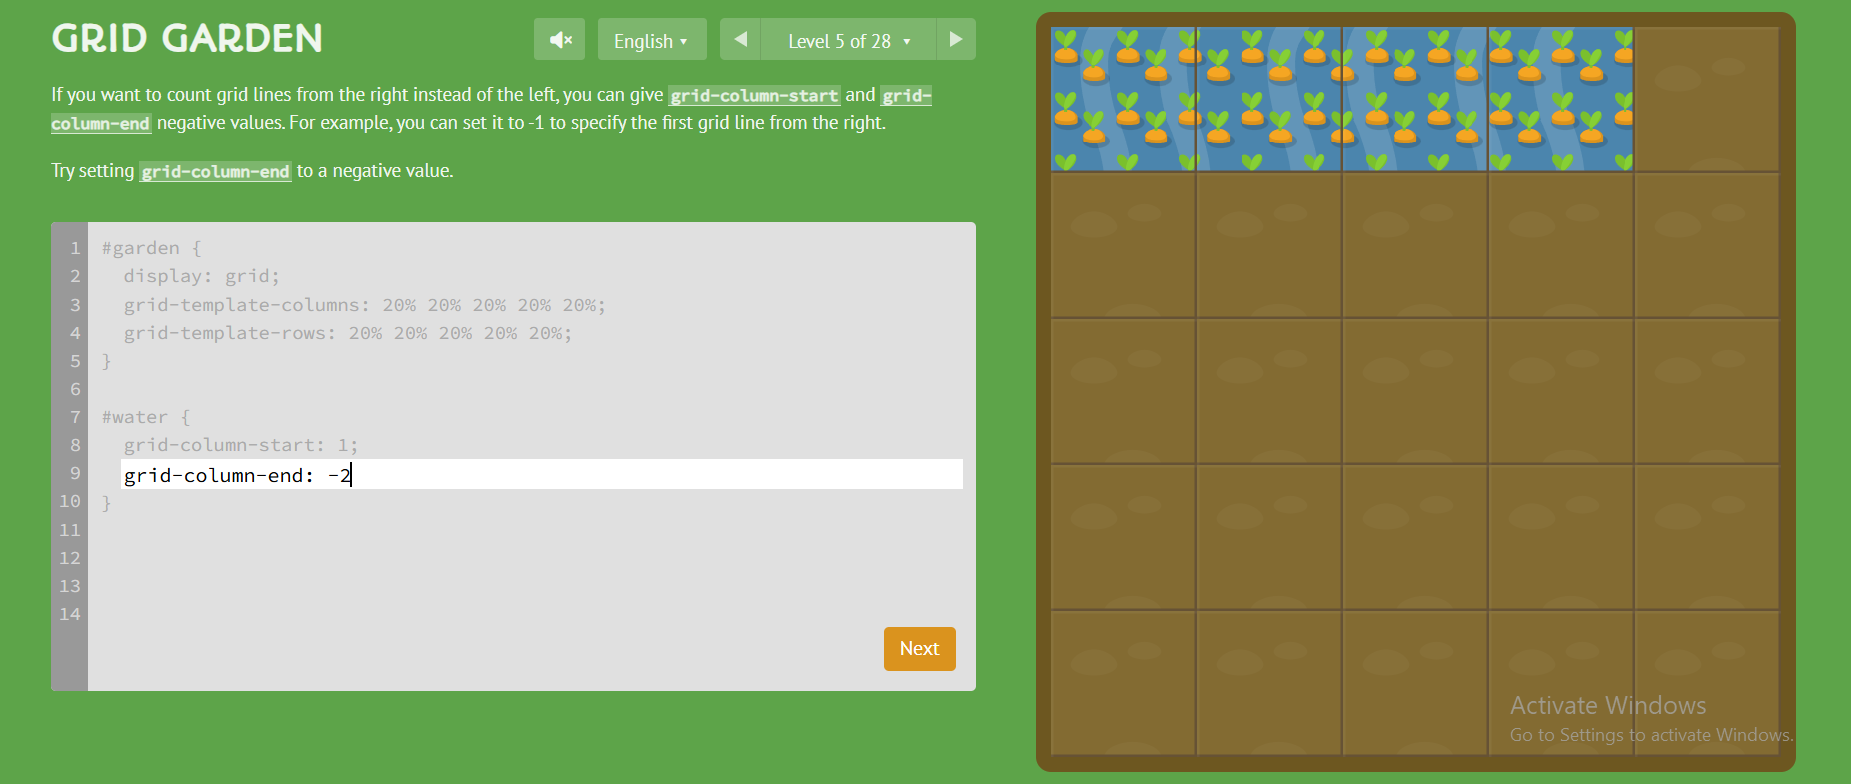 GRID GARDEN
English ▾
Level 5 of 28 ▾
If you want to count grid lines from the right instead of the left, you can give grid-column-start and grid-
column-end negative values. For example, you can set it to -1 to specify the first grid line from the right.
Try setting grid-column-end to a negative value.
1 #garden {
2 display: grid;
3 grid-template-columns: 20% 20% 20% 20% 20%;
4 grid-template-rows: 20% 20% 20% 20% 20%;
5 }
6
7 #water {
8 grid-column-start: 1;
9 grid-column-end: -2
10 }
11
12
13
14
Next
Activate Windows
Go to Settings to activate Windows.